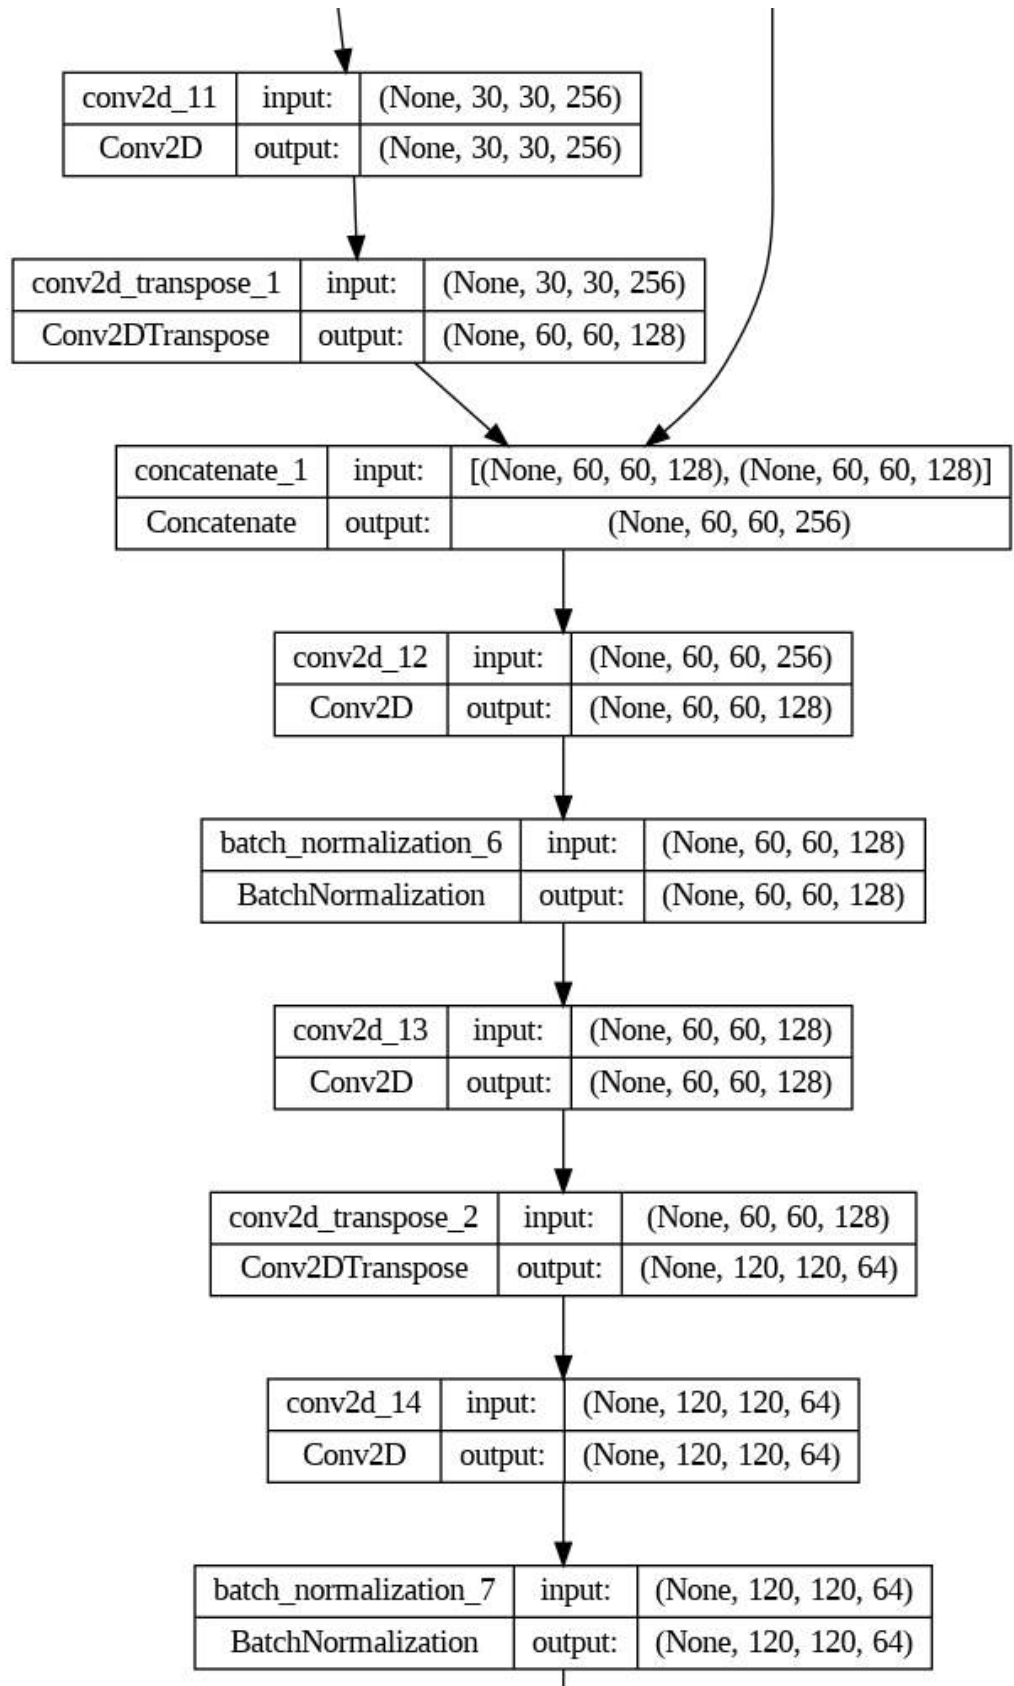 conv2d_11 input: (None, 30, 30, 256)
Conv2D output: (None, 30, 30, 256)
conv2d_transpose_1 input: (None, 30, 30, 256)
Conv2DTranspose output: (None, 60, 60, 128)
concatenate_1 input: [(None, 60, 60, 128), (None, 60, 60, 128)]
Concatenate output: (None, 60, 60, 256)
conv2d_12 input: (None, 60, 60, 256)
Conv2D output: (None, 60, 60, 128)
batch_normalization_6 input: (None, 60, 60, 128)
BatchNormalization output: (None, 60, 60, 128)
conv2d_13 input: (None, 60, 60, 128)
Conv2D output: (None, 60, 60, 128)
conv2d_transpose_2 input: (None, 60, 60, 128)
Conv2DTranspose output: (None, 120, 120, 64)
conv2d_14 input: (None, 120, 120, 64)
Conv2D output: (None, 120, 120, 64)
batch_normalization_7 input: (None, 120, 120, 64)
BatchNormalization output: (None, 120, 120, 64)